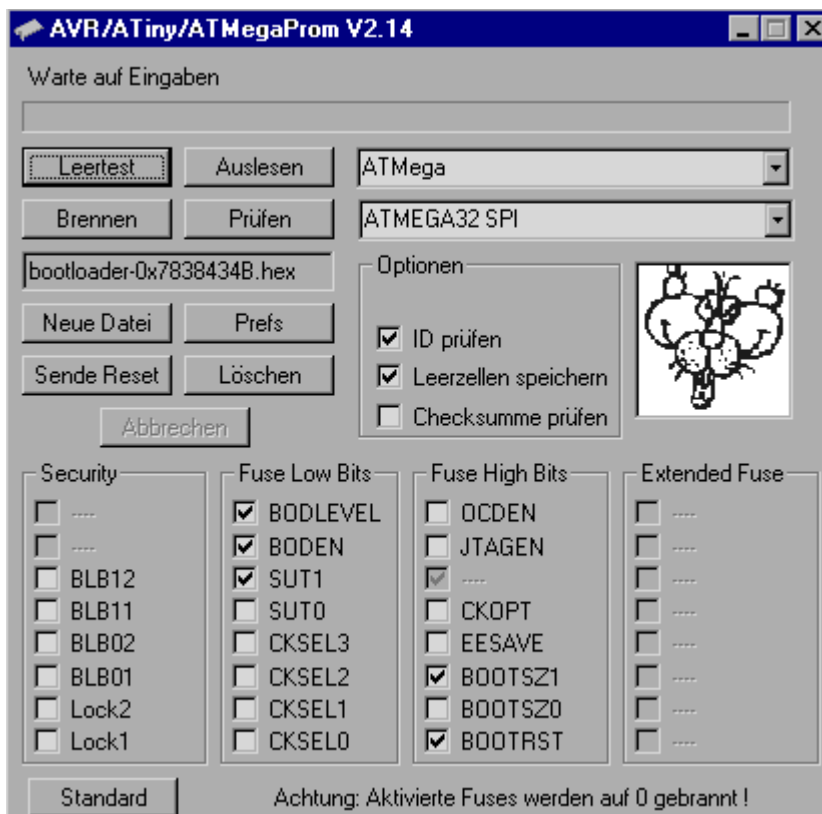 AVR/ATiny/ATMegaProm V2.14
Warte auf Eingaben
Leertest Auslesen ATMega
Brennen Prüfen ATMEGA32 SPI
bootloader-0x7838434B.hex
Optionen
Neue Datei Prefs
ID prüfen
Sende Reset Löschen
Leerzellen speichern
Abbrechen
Checksumme prüfen
Security
----
----
BLB12
BLB11
BLB02
BLB01
Lock2
Lock1
Fuse Low Bits
BODLEVEL
BODEN
SUT1
SUT0
CKSEL3
CKSEL2
CKSEL1
CKSEL0
Fuse High Bits
OCDEN
JTAGEN
----
CKOPT
EESAVE
BOOTSZ1
BOOTSZ0
BOOTRST
Extended Fuse
----
----
----
----
----
----
----
----
Standard
Achtung: Aktivierte Fuses werden auf 0 gebrannt !